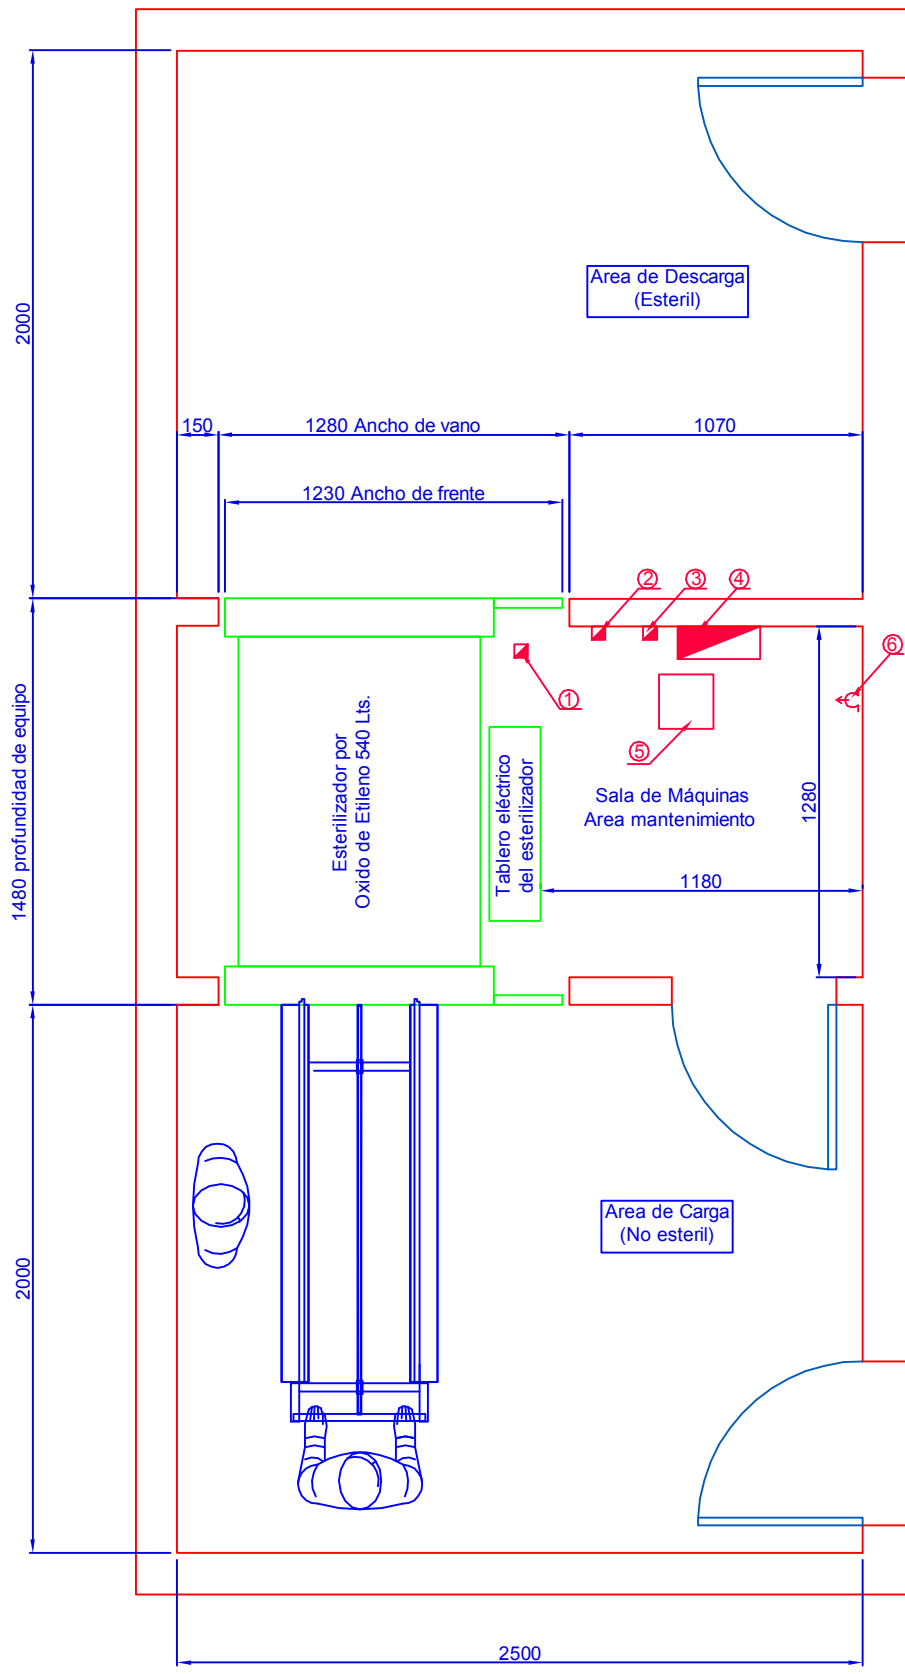 Area de Descarga
(Esteril)
2000
150
1280 Ancho de vano
1070
1230 Ancho de frente
2
3
4
6
1
5
1480 profundidad de equipo
Esterilizador por
Oxido de Etileno 540 Lts.
Tablero eléctrico
del esterilizador
Sala de Máquinas
Area mantenimiento
1280
1180
Area de Carga
(No esteril)
2000
2500